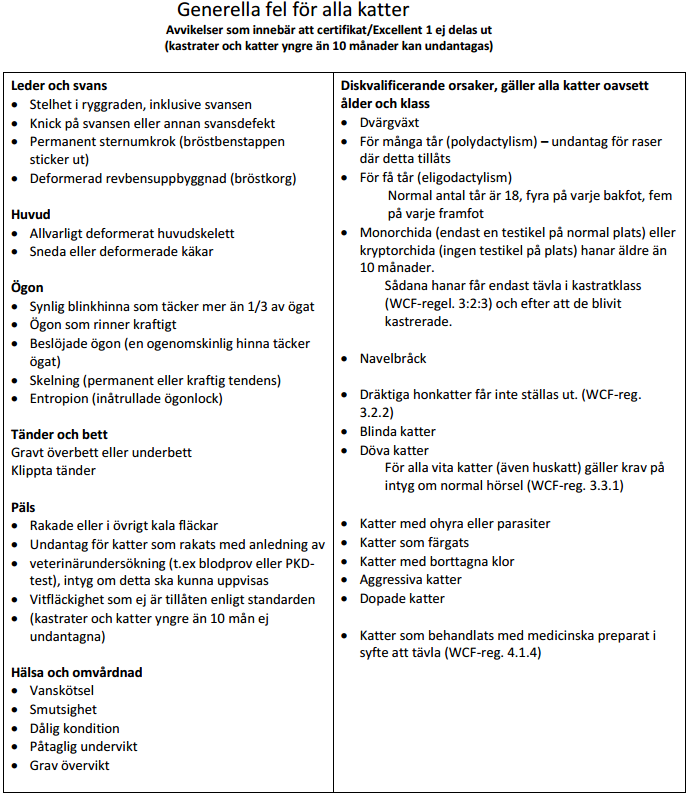 Generella fel för alla katter
Avvikelser som innebär att certifikat/Excellent 1 ej delas ut
(kastrater och katter yngre än 10 månader kan undantagas)
Leder och svans
• Stelhet i ryggraden, inklusive svansen
• Knick på svansen eller annan svansdefekt
• Permanent sternumkrok (bröstbenstappen
sticker ut)
• Deformerad revbensuppbyggnad (bröstkorg)
Huvud
• Allvarligt deformerat huvudskelett
• Sneda eller deformerade käkar
Ögon
• Synlig blinkhinna som täcker mer än 1/3 av ögat
• Ögon som rinner kraftigt
• Beslöjade ögon (en ogenomskinlig hinna täcker
ögat)
• Skelning (permanent eller kraftig tendens)
• Entropion (inåtrullade ögonlock)
Tänder och bett
Gravt överbett eller underbett
Klippta tänder
Päls
• Rakade eller i övrigt kala fläckar
• Undantag för katter som rakats med anledning av
• veterinärundersökning (t.ex blodprov eller PKD-
test), intyg om detta ska kunna uppvisas
• Vitfläckighet som ej är tillåten enligt standarden
• (kastrater och katter yngre än 10 mån ej
undantagna)
Hälsa och omvårdnad
• Vanskötsel
• Smutsighet
• Dålig kondition
• Påtaglig undervikt
• Grav övervikt
Diskvalificerande orsaker, gäller alla katter oavsett
ålder och klass
• Dvärgväxt
• För många tår (polydactylism) – undantag för raser
där detta tillåts
• För få tår (eligodactylism)
Normal antal tår är 18, fyra på varje bakfot, fem
på varje framfot
• Monorchida (endast en testikel på normal plats) eller
kryptorchida (ingen testikel på plats) hanar äldre än
10 månader.
Sådana hanar får endast tävla i kastratklass
(WCF-regel. 3:2:3) och efter att de blivit
kastrerade.
• Navelbråck
• Dräktiga honkatter får inte ställas ut. (WCF-reg.
3.2.2)
• Blinda katter
• Döva katter
För alla vita katter (även huskatt) gäller krav på
intyg om normal hörsel (WCF-reg. 3.3.1)
• Katter med ohyra eller parasiter
• Katter som färgats
• Katter med borttagna klor
• Aggressiva katter
• Dopade katter
• Katter som behandlats med medicinska preparat i
syfte att tävla (WCF-reg. 4.1.4)